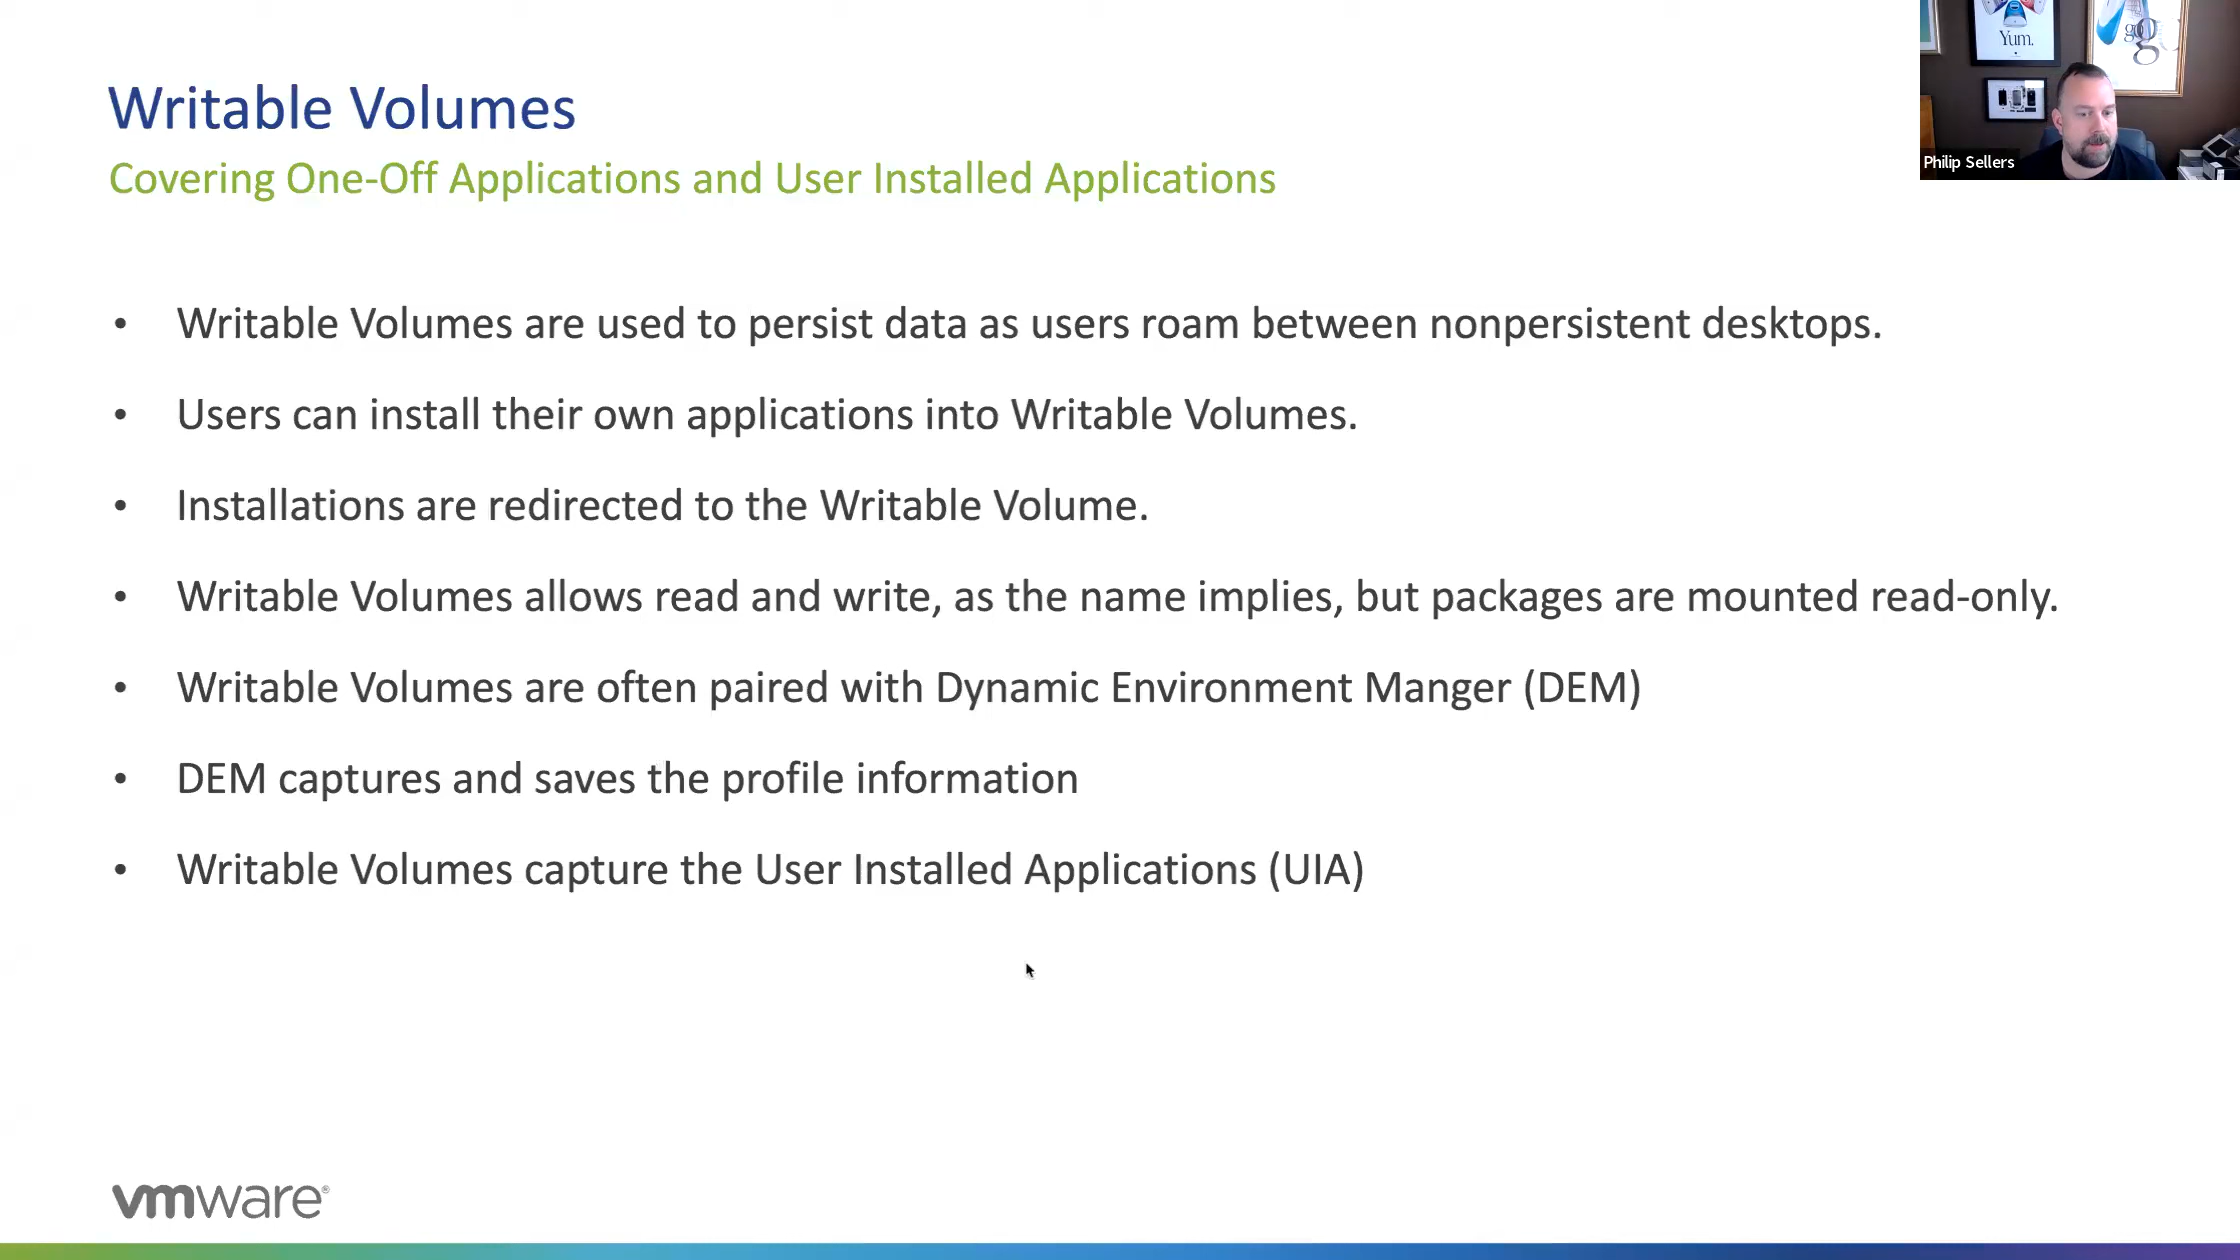 Yum.
go
g
Philip Sellers
Writable Volumes
Covering One-Off Applications and User Installed Applications
• Writable Volumes are used to persist data as users roam between nonpersistent desktops.
• Users can install their own applications into Writable Volumes.
• Installations are redirected to the Writable Volume.
• Writable Volumes allows read and write, as the name implies, but packages are mounted read-only.
• Writable Volumes are often paired with Dynamic Environment Manger (DEM)
• DEM captures and saves the profile information
• Writable Volumes capture the User Installed Applications (UIA)
vmware®